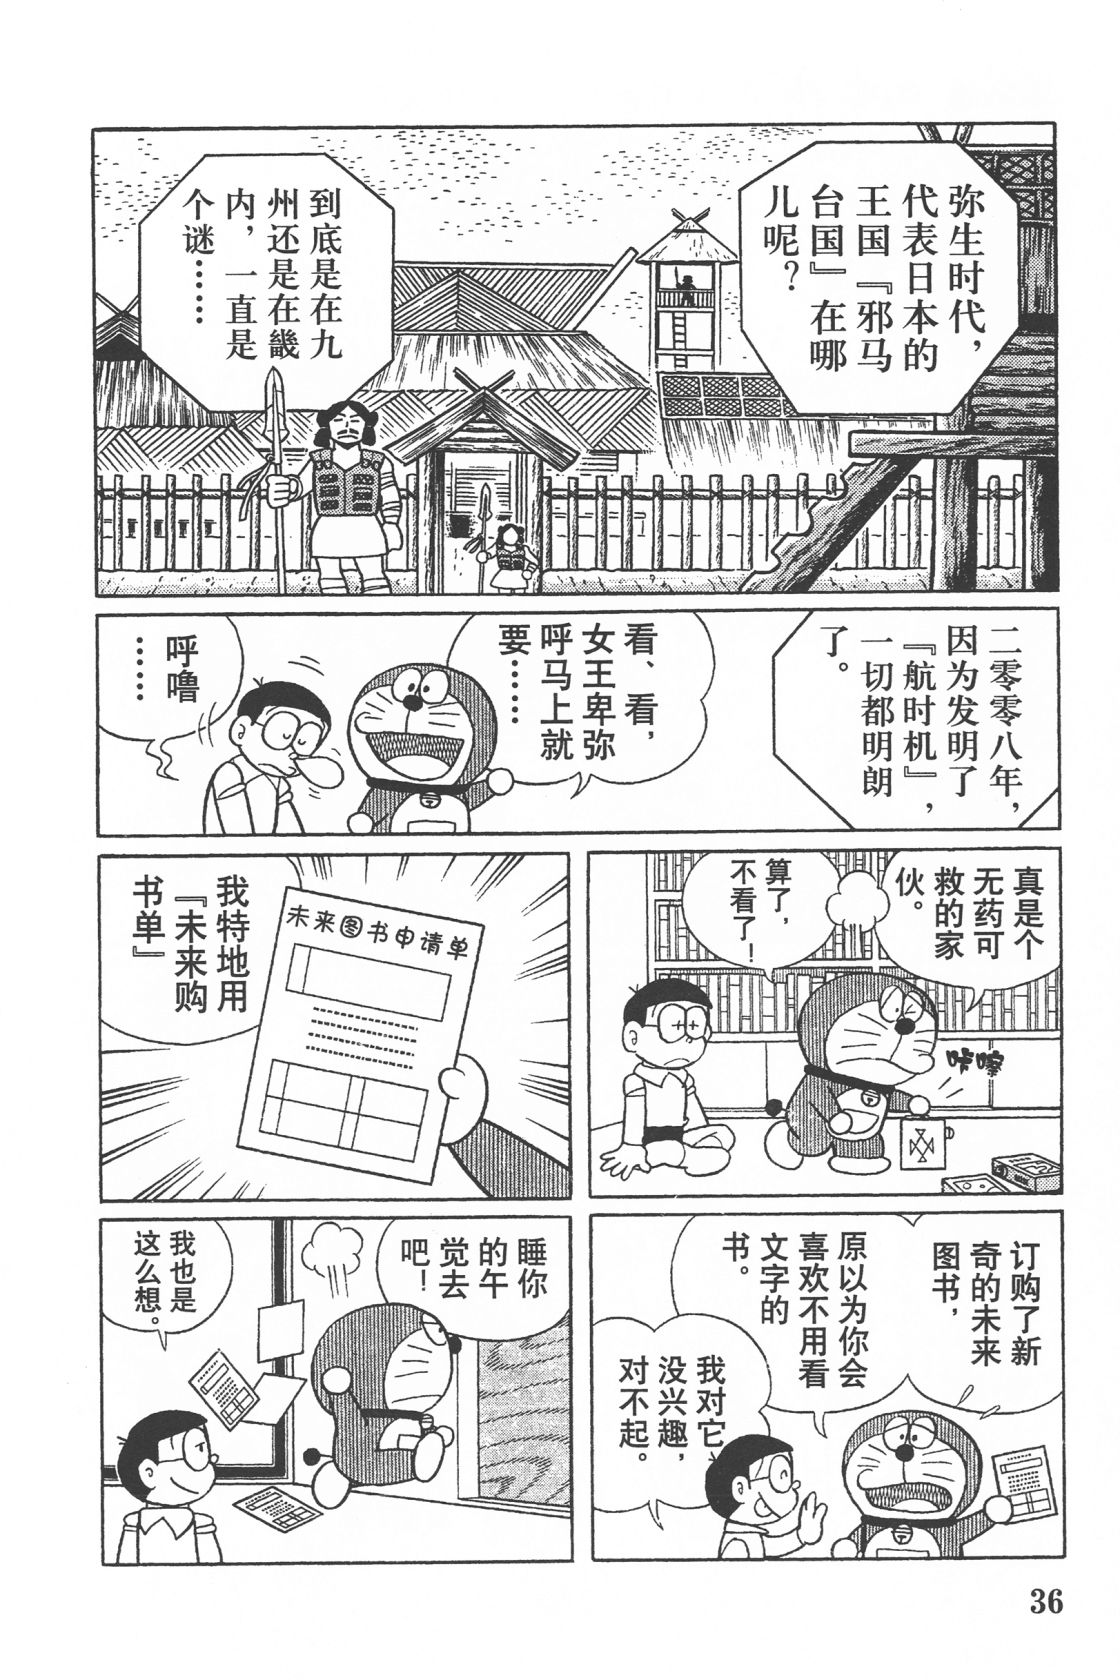 弥生时代，
代表日本的
王国『邪马
台国』在哪
儿呢？
到底是在九
州还是在畿
内，一直是
个谜……
二零零八年，
因为发明了
『航时机』，
一切都明朗
了。
看、看，
女王卑弥
呼马上就
要……
呼噜
……
真是个
无药可
救的家
伙。
算了，
不看了！
咔嚓
我特地用
『未来购
书单』
未来图书申请单
订购了新
奇的未来
图书，
原以为你会
喜欢不用看
文字的
书。
我对它
没兴趣，
对不起。
睡你
的午
觉去
吧！
我也是
这么想。
36